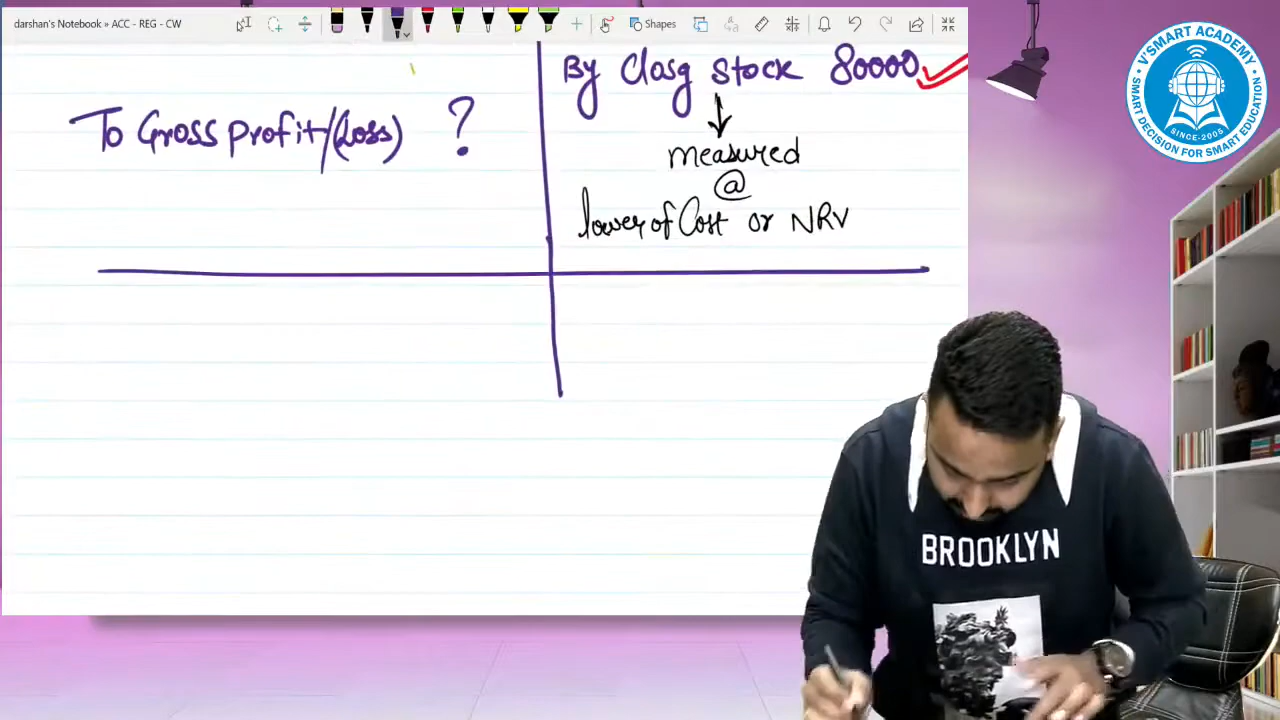 darshan's Notebook » ACC - REG - CW
Shapes
By Closg stock 80000
To Gross profit/(Loss) ?
measured
@
lower of Cost or NRV
V'SMART ACADEMY
SINCE-2005
SMART DECISION FOR SMART EDUCATION
BROOKLYN